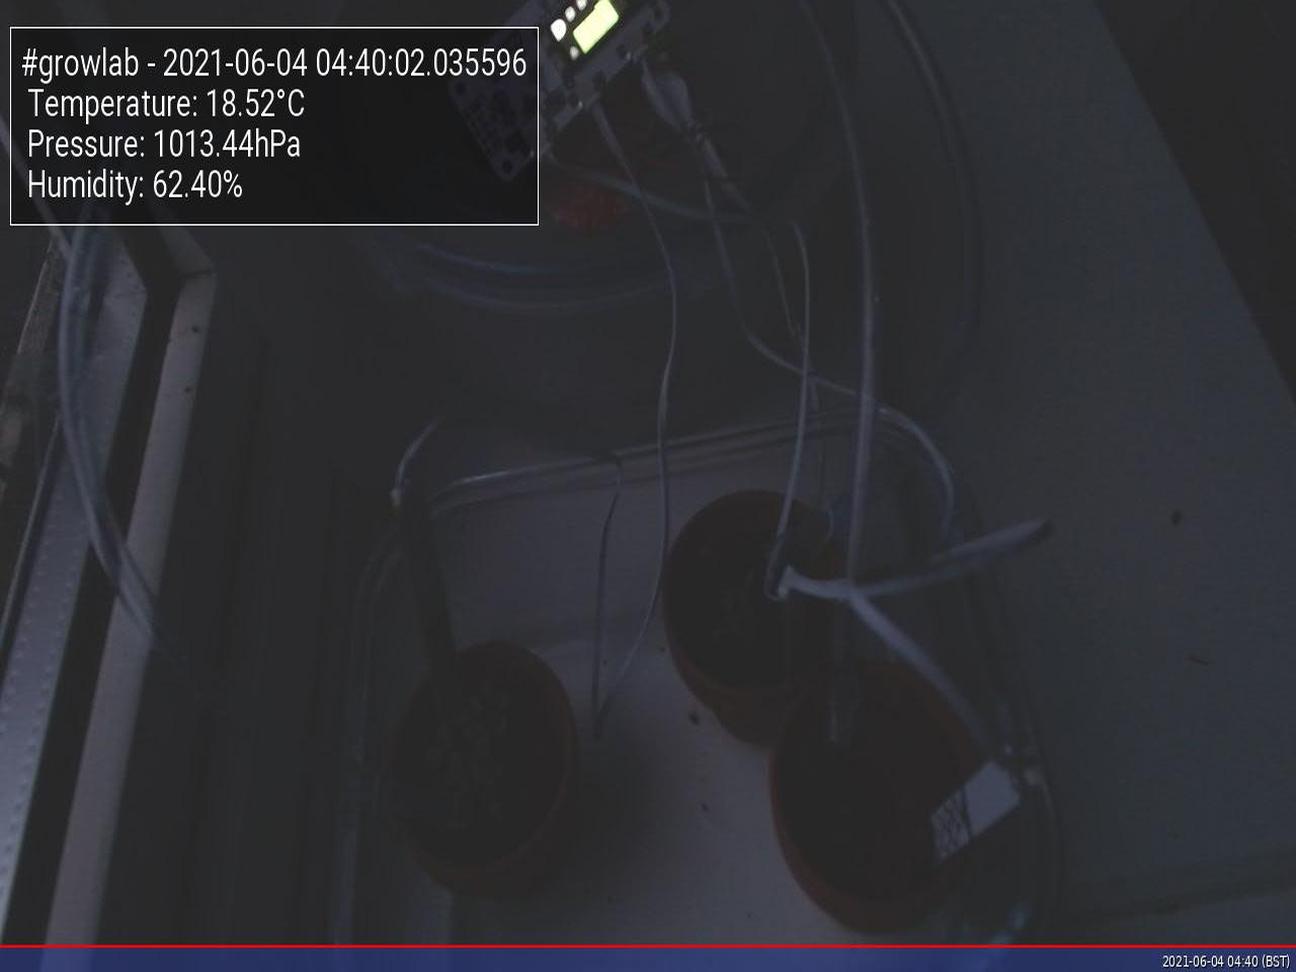 #growlab - 2021-06-04 04:40:02.035596
Temperature: 18.52°C
Pressure: 1013.44hPa
Humidity: 62.40%
2021-06-04 04:40 (BST)